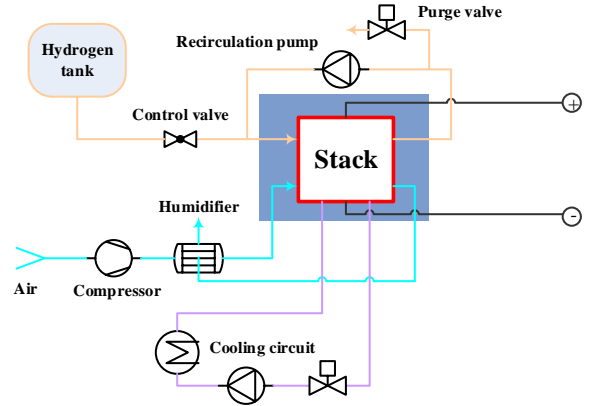 Purge valve
Recirculation pump
Hydrogen
tank
Control valve
+
Stack
Humidifier
-
Air
Compressor
Cooling circuit